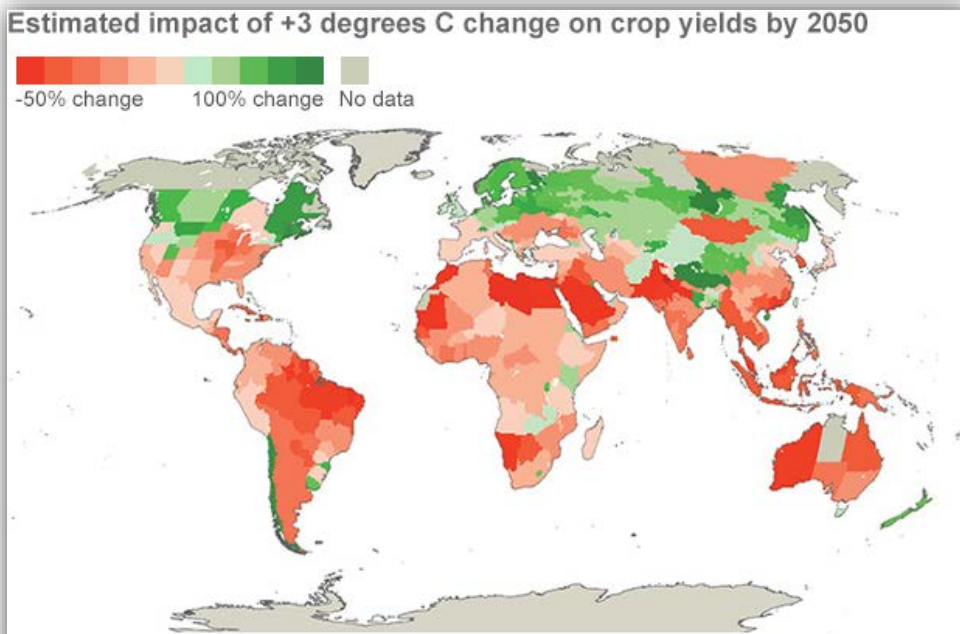 Estimated impact of +3 degrees C change on crop yields by 2050
-50% change 100% change No data